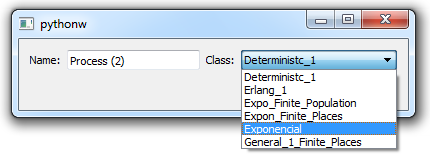 pythonw
Name: Process (2) Class: Deterministc_1
Deterministc_1
Erlang_1
Expo_Finite_Population
Expon_Finite_Places
Exponencial
General_1_Finite_Places